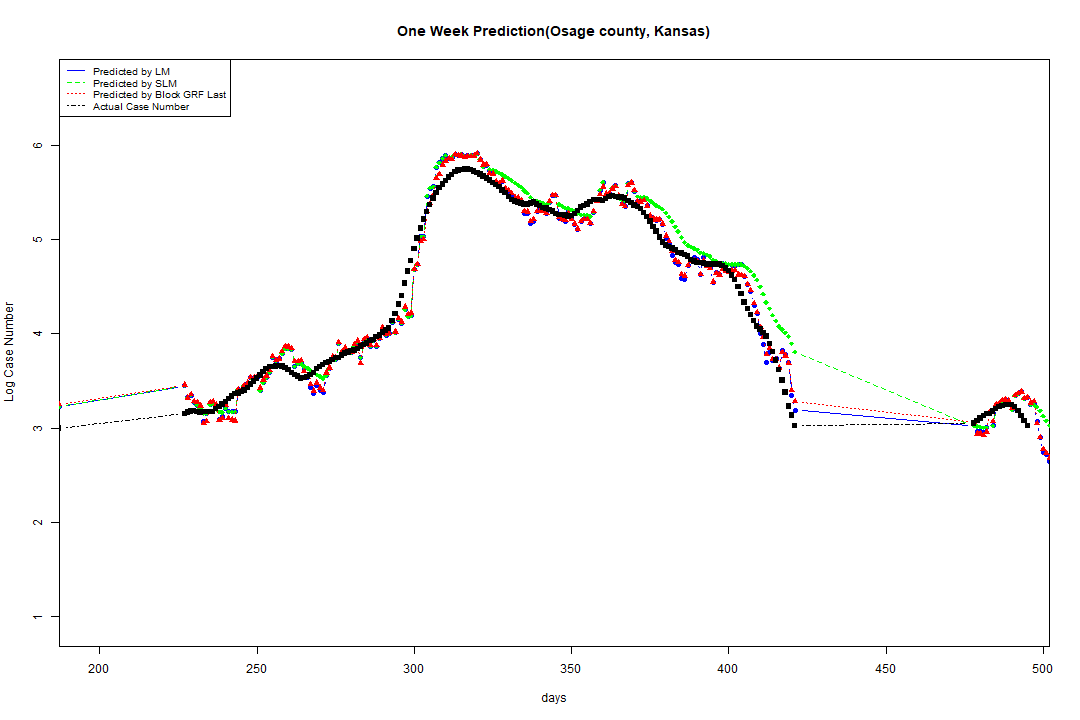 One Week Prediction(Osage county, Kansas)
Predicted by LM
Predicted by SLM
Predicted by Block GRF Last
Actual Case Number
Log Case Number
6
5
4
3
2
1
200 250 300 350 400 450 500
days